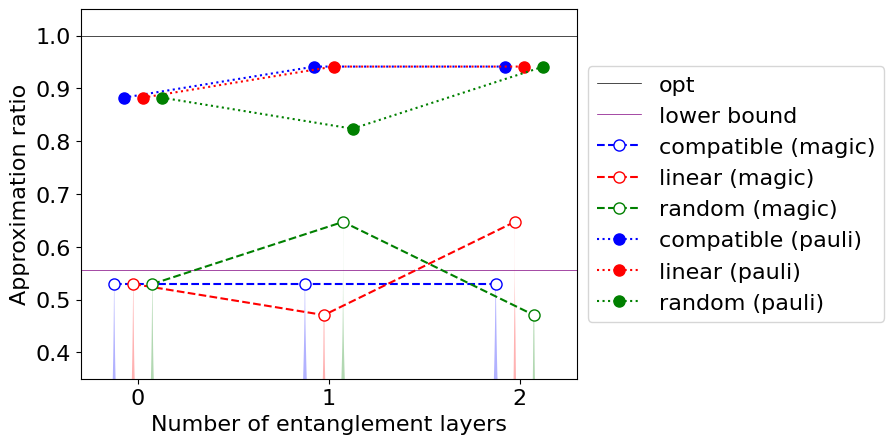 1.0
0.9
0.8
0.7
0.6
0.5
0.4
Approximation ratio
0
1
2
Number of entanglement layers
opt
lower bound
compatible (magic)
linear (magic)
random (magic)
compatible (pauli)
linear (pauli)
random (pauli)